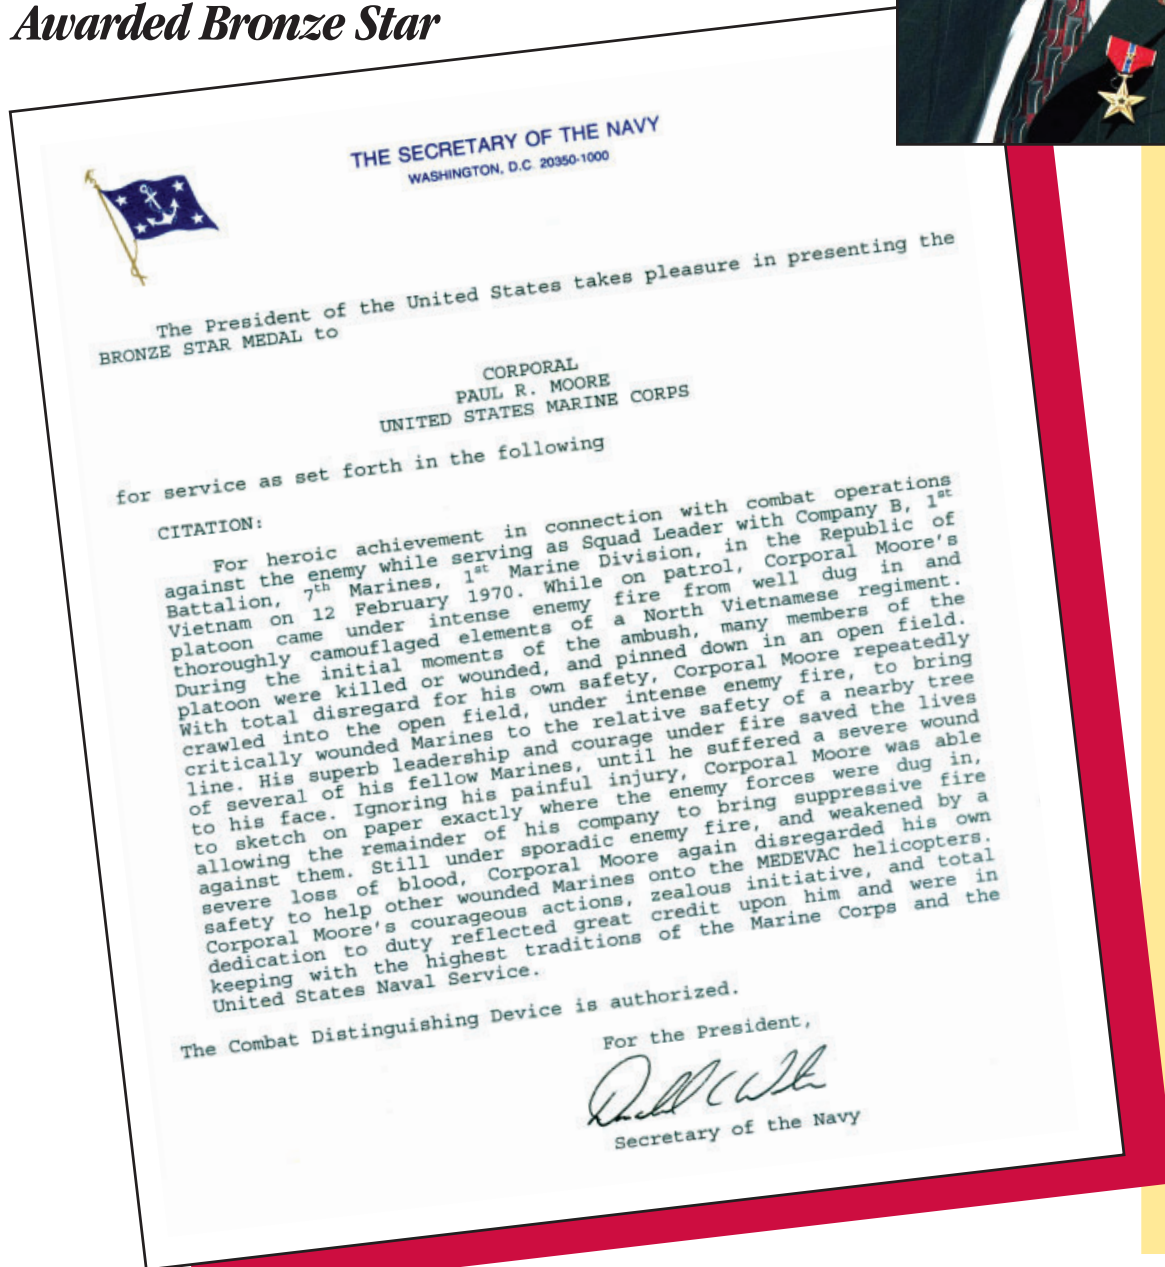 Awarded Bronze Star
THE SECRETARY OF THE NAVY
WASHINGTON, D.C. 20350-1000
The President of the United States takes pleasure in presenting the
BRONZE STAR MEDAL to
CORPORAL
PAUL R. MOORE
UNITED STATES MARINE CORPS
for service as set forth in the following
CITATION:
For heroic achievement in connection with combat operations
against the enemy while serving as Squad Leader with Company B, 1st
Battalion, 7th Marines, 1st Marine Division, in the Republic of
Vietnam on 12 February 1970. While on patrol, Corporal Moore's
platoon came under intense enemy fire from well dug in and
thoroughly camouflaged elements of a North Vietnamese regiment.
During the initial moments of the ambush, many members of the
platoon were killed or wounded, and pinned down in an open field.
With total disregard for his own safety, Corporal Moore repeatedly
crawled into the open field, under intense enemy fire, to bring
critically wounded Marines to the relative safety of a nearby tree
line. His superb leadership and courage under fire saved the lives
of several of his fellow Marines, until he suffered a severe wound
to his face. Ignoring his painful injury, Corporal Moore was able
to sketch on paper exactly where the enemy forces were dug in,
allowing the remainder of his company to bring suppressive fire
against them. Still under sporadic enemy fire, and weakened by a
severe loss of blood, Corporal Moore again disregarded his own
safety to help other wounded Marines onto the MEDEVAC helicopters.
Corporal Moore's courageous actions, zealous initiative, and total
dedication to duty reflected great credit upon him and were in
keeping with the highest traditions of the Marine Corps and the
United States Naval Service.
The Combat Distinguishing Device is authorized.
For the President,
Secretary of the Navy